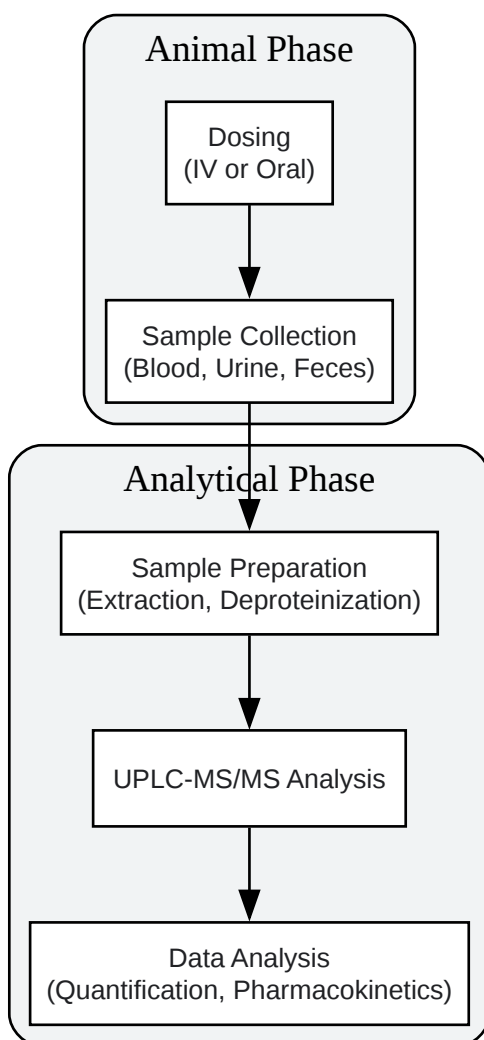 Animal Phase
Dosing
(IV or Oral)
Sample Collection
(Blood, Urine, Feces)
Analytical Phase
Sample Preparation
(Extraction, Deproteinization)
UPLC-MS/MS Analysis
Data Analysis
(Quantification, Pharmacokinetics)